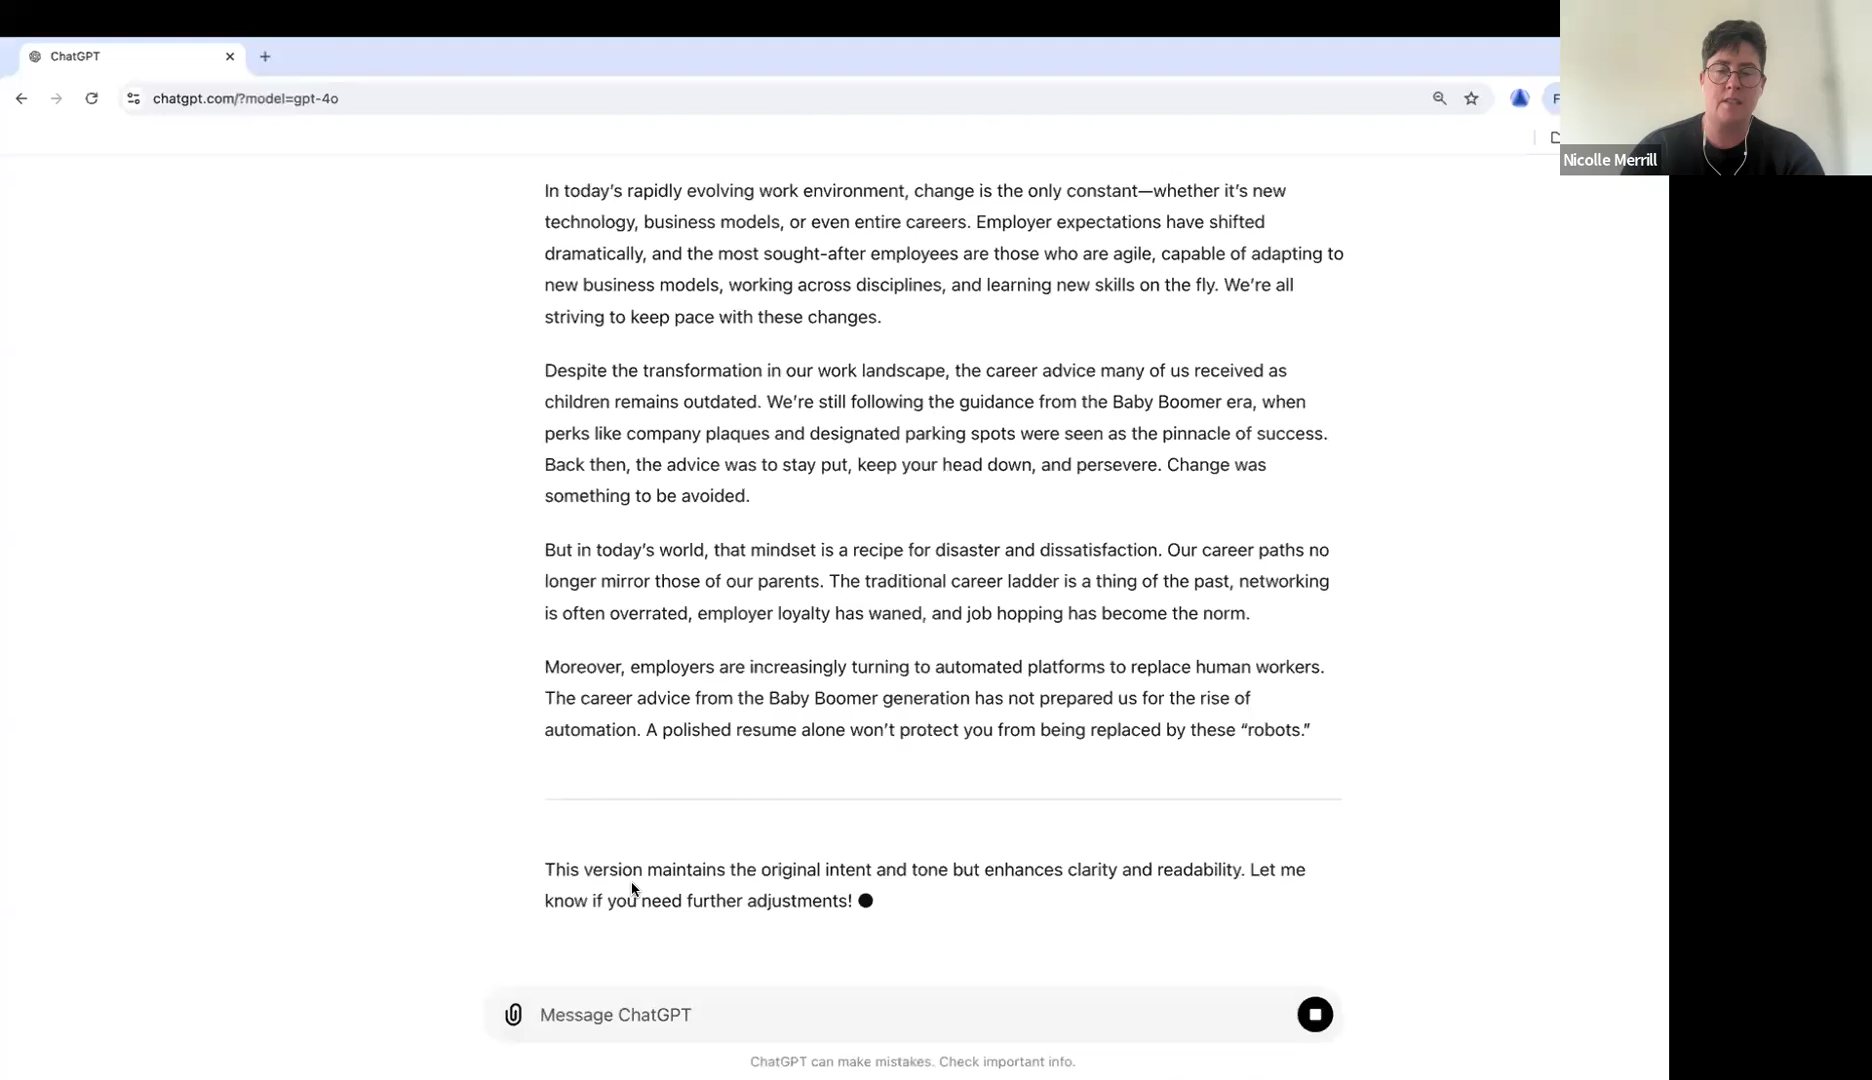 ChatGPT
chatgpt.com/?model=gpt-4o
Nicolle Merrill
In today’s rapidly evolving work environment, change is the only constant—whether it’s new
technology, business models, or even entire careers. Employer expectations have shifted
dramatically, and the most sought-after employees are those who are agile, capable of adapting to
new business models, working across disciplines, and learning new skills on the fly. We’re all
striving to keep pace with these changes.
Despite the transformation in our work landscape, the career advice many of us received as
children remains outdated. We’re still following the guidance from the Baby Boomer era, when
perks like company plaques and designated parking spots were seen as the pinnacle of success.
Back then, the advice was to stay put, keep your head down, and persevere. Change was
something to be avoided.
But in today’s world, that mindset is a recipe for disaster and dissatisfaction. Our career paths no
longer mirror those of our parents. The traditional career ladder is a thing of the past, networking
is often overrated, employer loyalty has waned, and job hopping has become the norm.
Moreover, employers are increasingly turning to automated platforms to replace human workers.
The career advice from the Baby Boomer generation has not prepared us for the rise of
automation. A polished resume alone won’t protect you from being replaced by these “robots.”
This version maintains the original intent and tone but enhances clarity and readability. Let me
know if you need further adjustments!
Message ChatGPT
ChatGPT can make mistakes. Check important info.